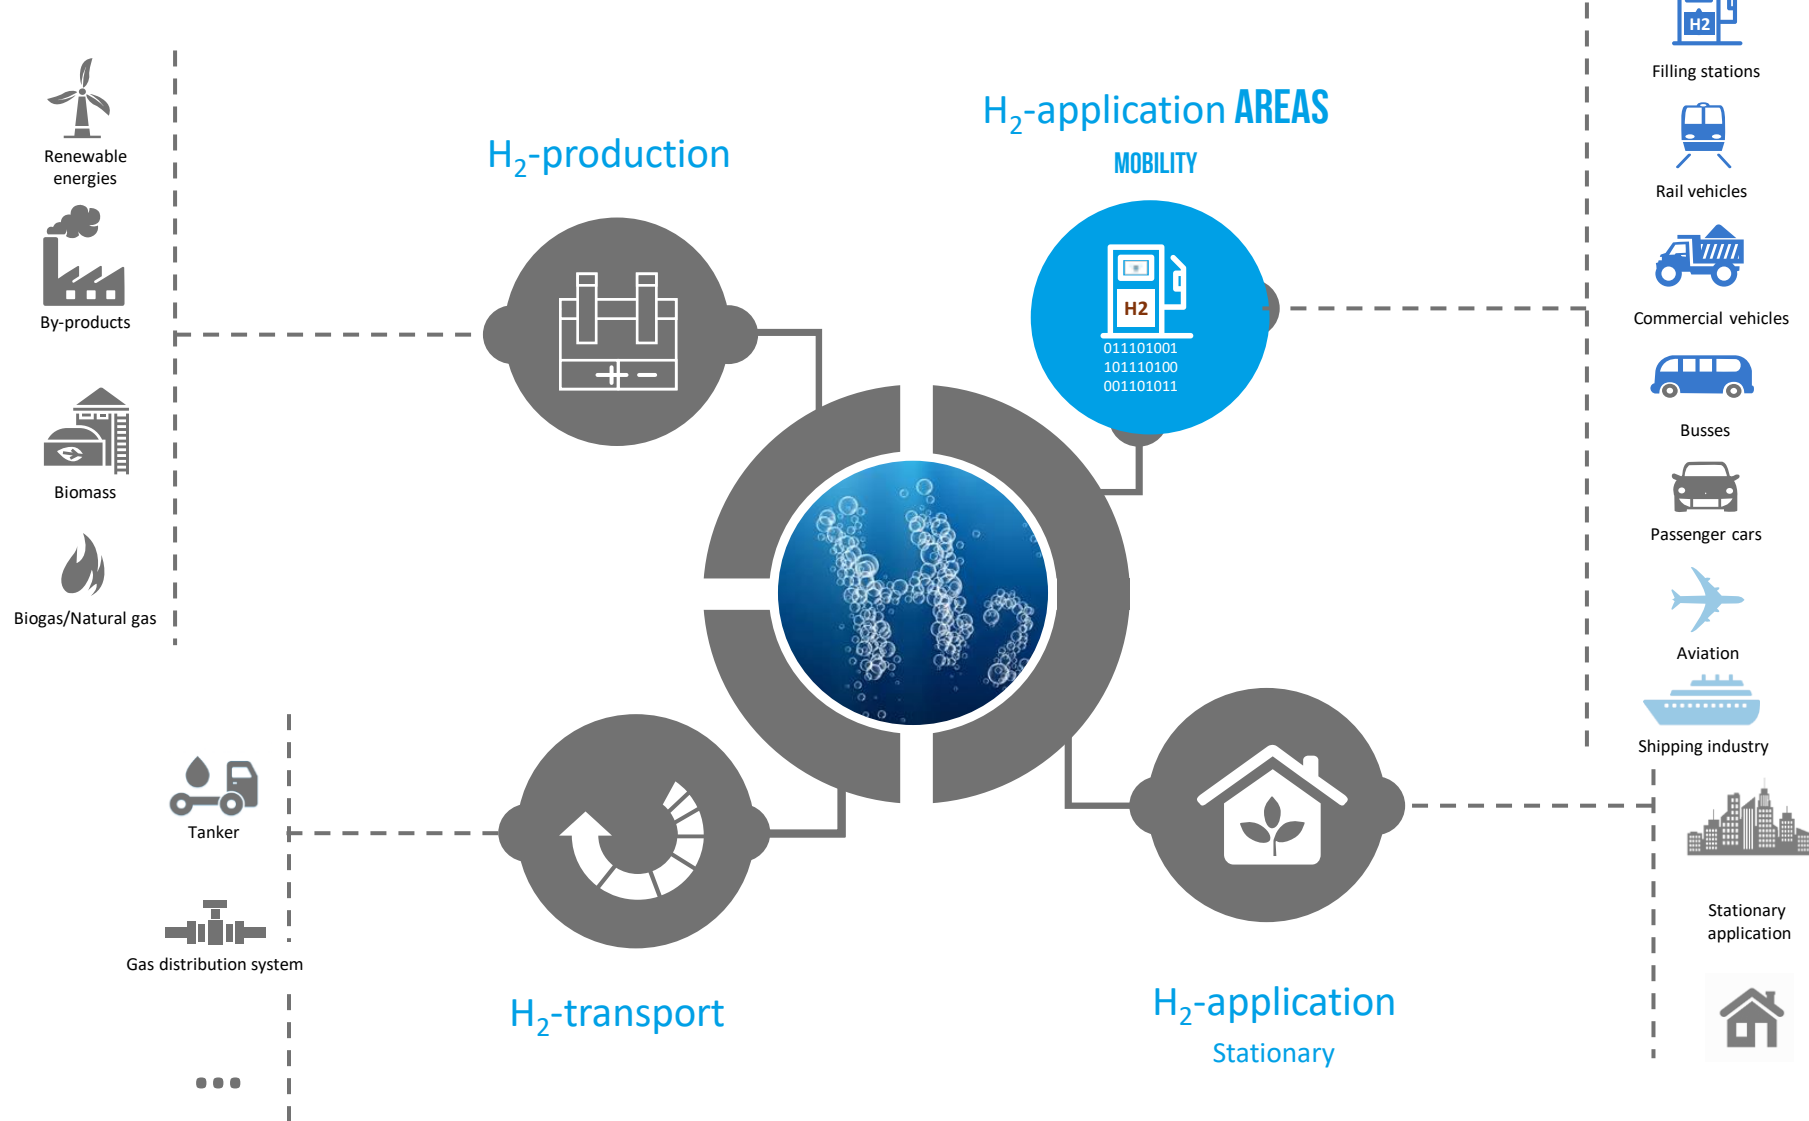 Renewable
energies
By-products
Biomass
Biogas/Natural gas
H₂-production
H₂-application AREAS
MOBILITY
H2
011101001
101110100
001101011
H2
Filling stations
Rail vehicles
Commercial vehicles
Busses
Passenger cars
Aviation
Shipping industry
H₂
Tanker
Gas distribution system
...
H₂-transport
H₂-application
Stationary
Stationary
application